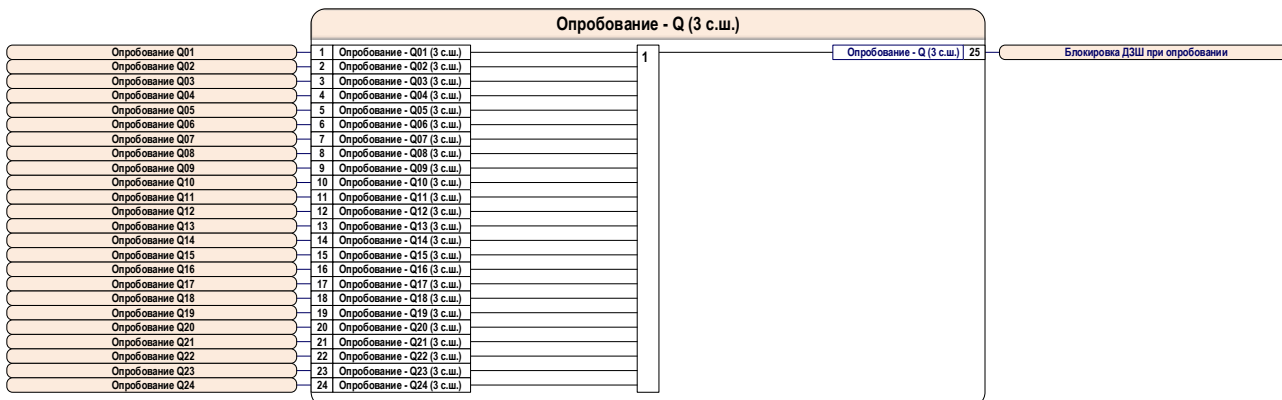 Опробование - Q (3 с.ш.)
Опробование Q01 1 Опробование - Q01 (3 с.ш.) 1 Опробование - Q (3 с.ш.) 25 Блокировка ДЗШ при опробовании
Опробование Q02 2 Опробование - Q02 (3 с.ш.)
Опробование Q03 3 Опробование - Q03 (3 с.ш.)
Опробование Q04 4 Опробование - Q04 (3 с.ш.)
Опробование Q05 5 Опробование - Q05 (3 с.ш.)
Опробование Q06 6 Опробование - Q06 (3 с.ш.)
Опробование Q07 7 Опробование - Q07 (3 с.ш.)
Опробование Q08 8 Опробование - Q08 (3 с.ш.)
Опробование Q09 9 Опробование - Q09 (3 с.ш.)
Опробование Q10 10 Опробование - Q10 (3 с.ш.)
Опробование Q11 11 Опробование - Q11 (3 с.ш.)
Опробование Q12 12 Опробование - Q12 (3 с.ш.)
Опробование Q13 13 Опробование - Q13 (3 с.ш.)
Опробование Q14 14 Опробование - Q14 (3 с.ш.)
Опробование Q15 15 Опробование - Q15 (3 с.ш.)
Опробование Q16 16 Опробование - Q16 (3 с.ш.)
Опробование Q17 17 Опробование - Q17 (3 с.ш.)
Опробование Q18 18 Опробование - Q18 (3 с.ш.)
Опробование Q19 19 Опробование - Q19 (3 с.ш.)
Опробование Q20 20 Опробование - Q20 (3 с.ш.)
Опробование Q21 21 Опробование - Q21 (3 с.ш.)
Опробование Q22 22 Опробование - Q22 (3 с.ш.)
Опробование Q23 23 Опробование - Q23 (3 с.ш.)
Опробование Q24 24 Опробование - Q24 (3 с.ш.)